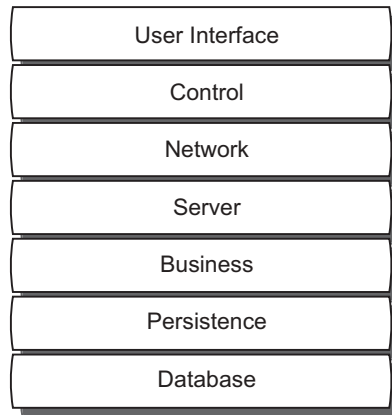 User Interface
Control
Network
Server
Business
Persistence
Database